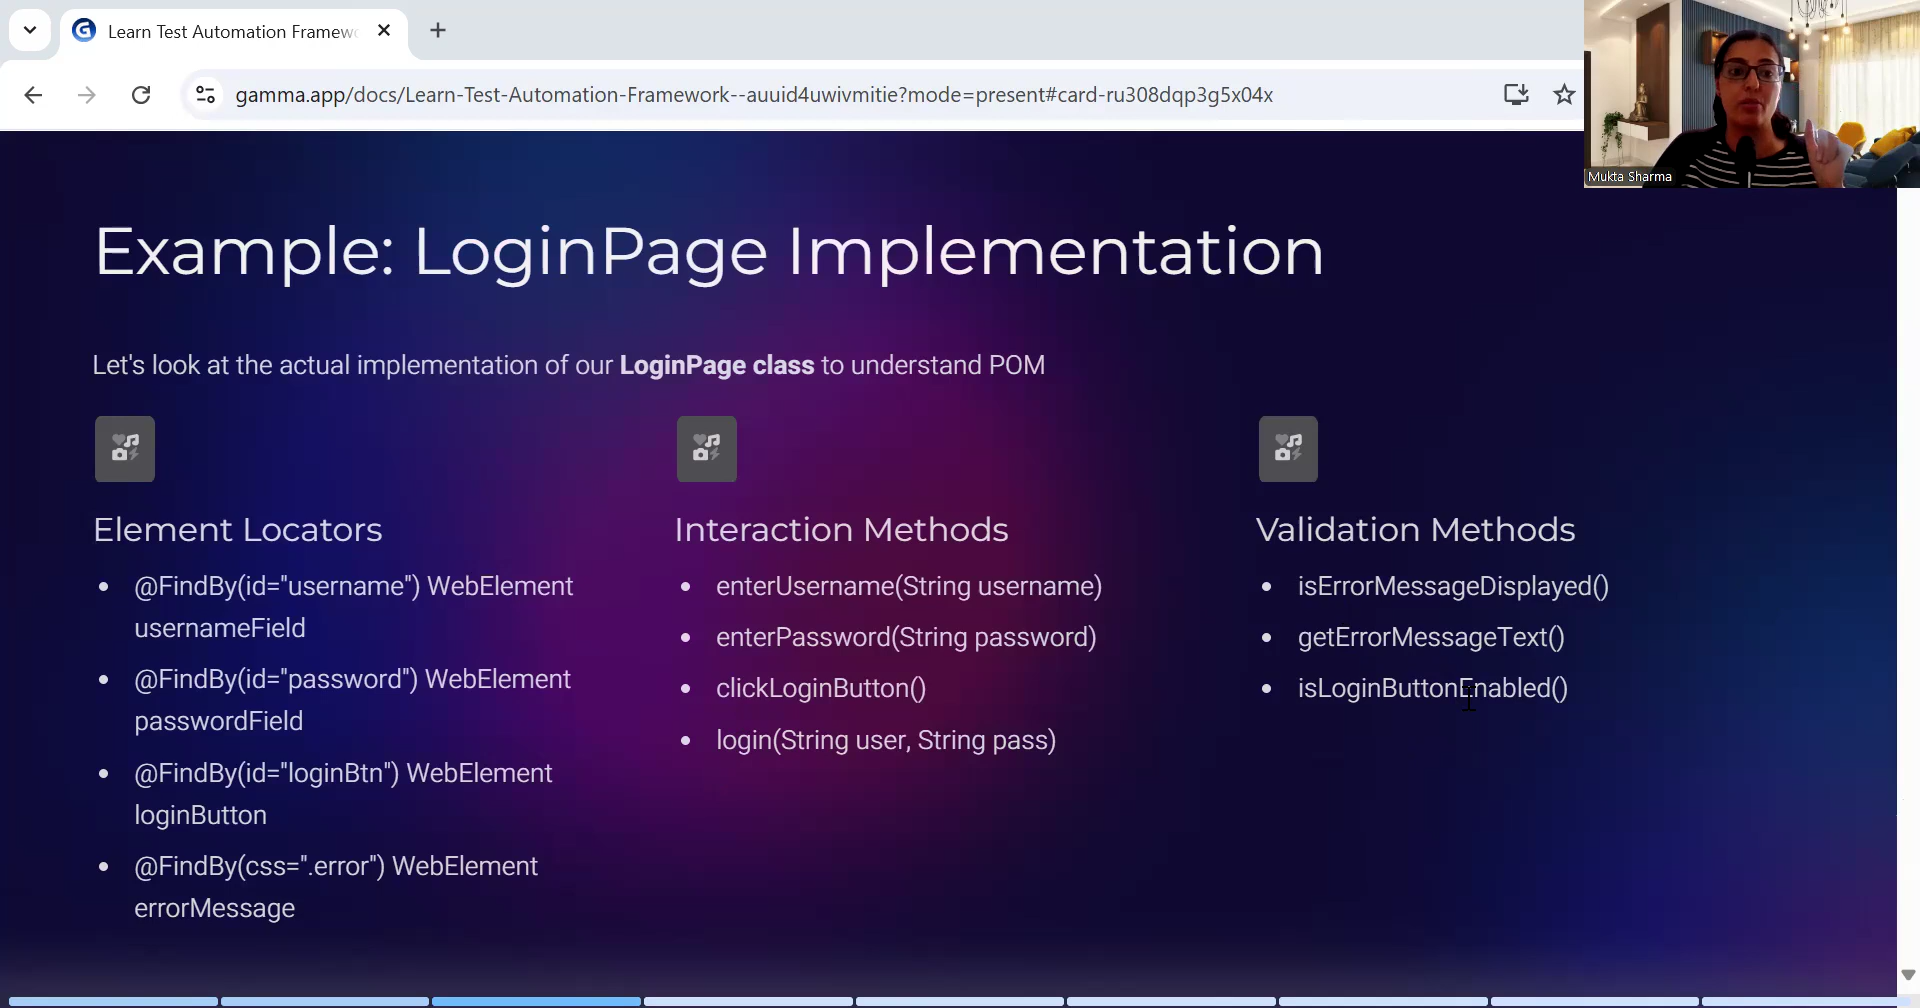 Learn Test Automation Framew
gamma.app/docs/Learn-Test-Automation-Framework--auuid4uwivmitie?mode=present#card-ru308dqp3g5x04x
Mukta Sharma
Example: LoginPage Implementation
Let's look at the actual implementation of our LoginPage class to understand POM
Element Locators
@FindBy(id="username") WebElement
usernameField
@FindBy(id="password") WebElement
passwordField
@FindBy(id="loginBtn") WebElement
loginButton
@FindBy(css=".error") WebElement
errorMessage
Interaction Methods
enterUsername(String username)
enterPassword(String password)
clickLoginButton()
login(String user, String pass)
Validation Methods
isErrorMessageDisplayed()
getErrorMessageText()
isLoginButtonEnabled()